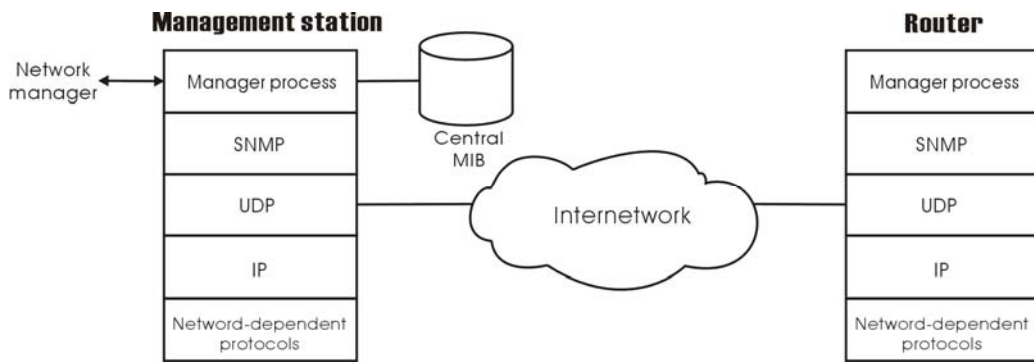 Management station
Router
Network
manager
Manager process
Central
MIB
SNMP
UDP
IP
Netword-dependent
protocols
Internetwork
Manager process
SNMP
UDP
IP
Netword-dependent
protocols